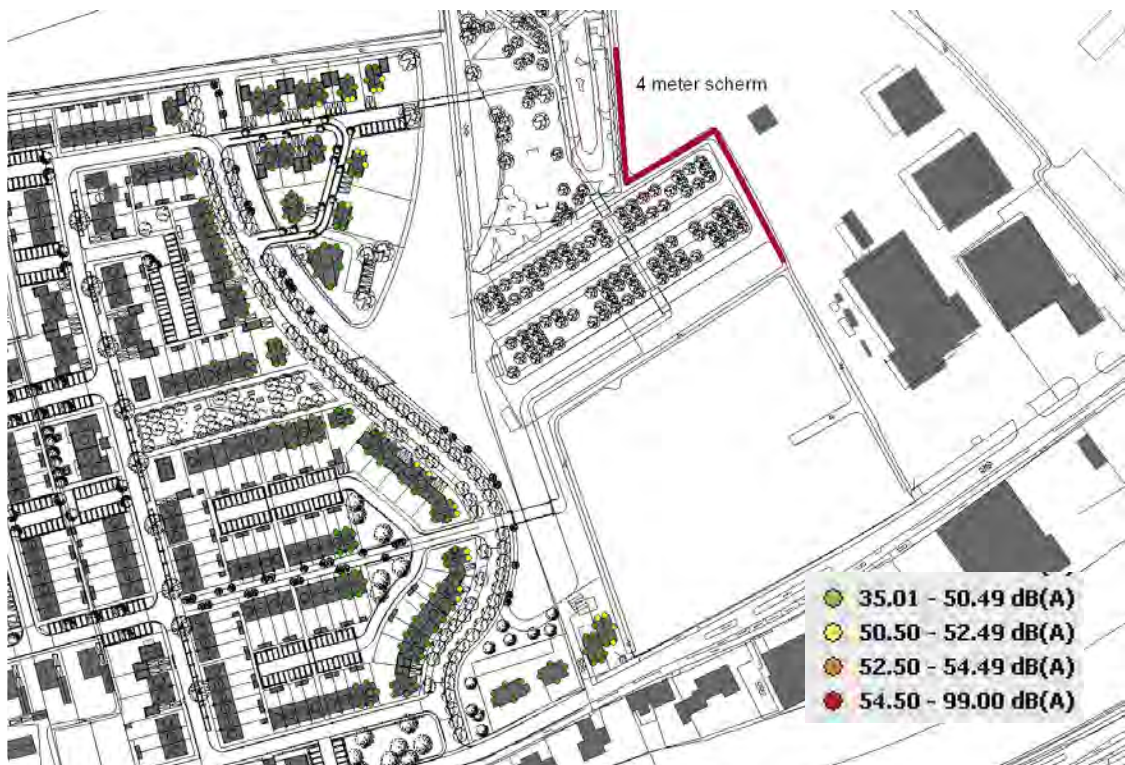 4 meter scherm
35.01 - 50.49 dB(A)
50.50 - 52.49 dB(A)
52.50 - 54.49 dB(A)
54.50 - 99.00 dB(A)